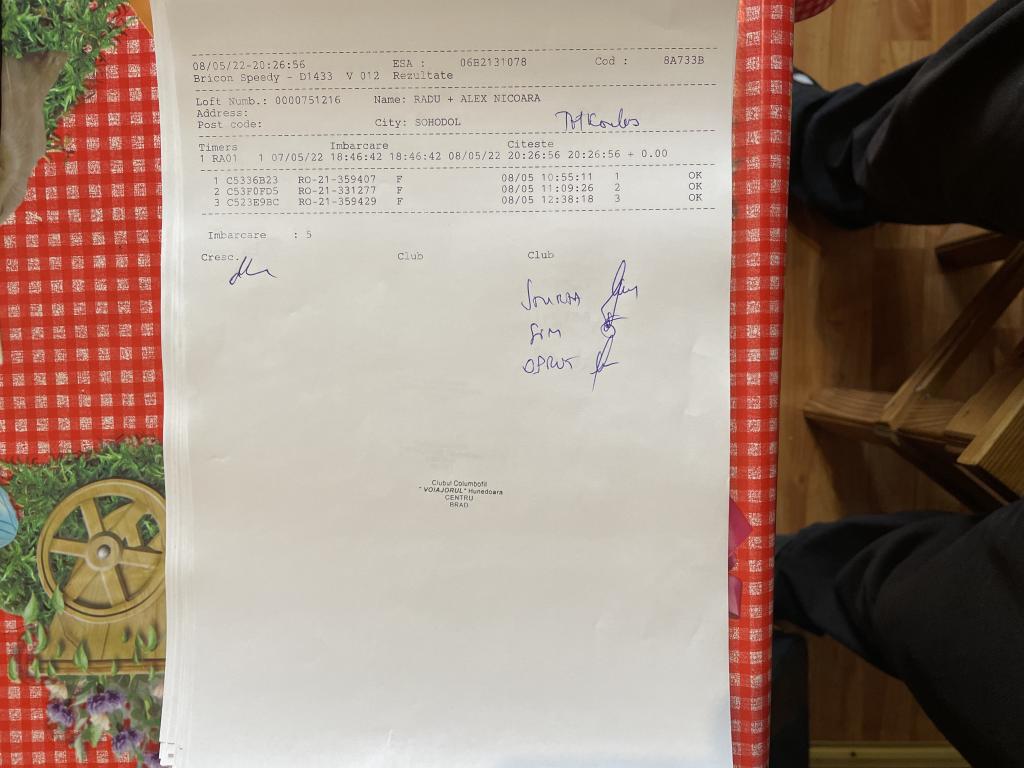 08/05/22-20:26:56 ESA : 06E2131078 Cod : 8A733B
Bricon Speedy - D1433 V 012 Rezultate
Loft Numb.: 0000751216 Name: RADU + ALEX NICOARA
Address:
Post code: City: SOHODOL
Timers Imbarcare Citeste
1 RA01 1 07/05/22 18:46:42 18:46:42 08/05/22 20:26:56 20:26:56 + 0.00
1 C5336B23 RO-21-359407 F 08/05 10:55:11 1 OK
2 C53F0FD5 RO-21-331277 F 08/05 11:09:26 2 OK
3 C523E9BC RO-21-359429 F 08/05 12:38:18 3 OK
Imbarcare : 5
Cresc. Club Club
SIM
Clubul Columbofil
"VOIAJORUL" Hunedoara
CENTRU
BRAD